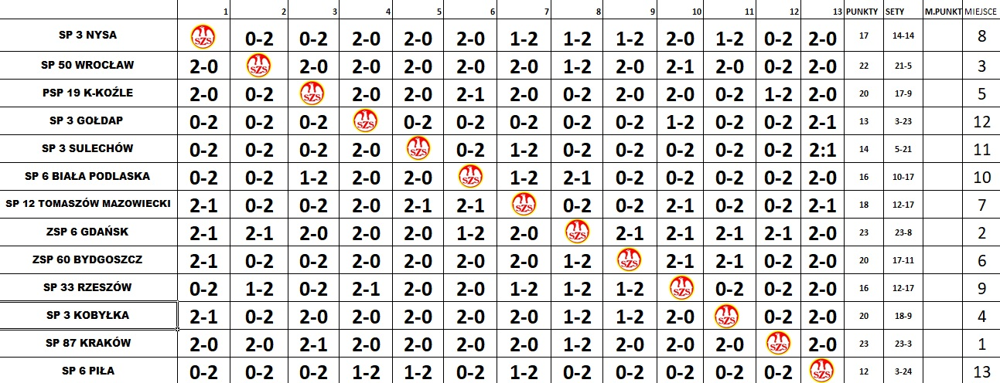 1 2 3 4 5 6 7 8 9 10 11 12 13 PUNKTY SETY M.PUNKT MIEJSCE
SP 3 NYSA SZS 0-2 0-2 2-0 2-0 2-0 1-2 1-2 1-2 2-0 1-2 0-2 2-0 17 14-14 8
SP 50 WROCŁAW 2-0 SZS 2-0 2-0 2-0 2-0 2-0 1-2 2-0 2-1 2-0 0-2 2-0 22 21-5 3
PSP 19 K-KOŹLE 2-0 0-2 SZS 2-0 2-0 2-1 2-0 0-2 2-0 2-0 0-2 1-2 2-0 20 17-9 5
SP 3 GOŁDAP 0-2 0-2 0-2 SZS 0-2 0-2 0-2 0-2 0-2 1-2 0-2 0-2 2-1 13 3-23 12
SP 3 SULECHÓW 0-2 0-2 0-2 2-0 SZS 0-2 1-2 0-2 0-2 0-2 0-2 0-2 2:1 14 5-21 11
SP 6 BIAŁA PODLASKA 0-2 0-2 1-2 2-0 2-0 SZS 1-2 2-1 0-2 0-2 0-2 0-2 2-0 16 10-17 10
SP 12 TOMASZÓW MAZOWIECKI 2-1 0-2 0-2 2-0 2-1 2-1 SZS 0-2 0-2 2-1 0-2 0-2 2-1 18 12-17 7
ZSP 6 GDAŃSK 2-1 2-1 2-0 2-0 2-0 1-2 2-0 SZS 2-1 2-1 2-1 2-1 2-0 23 23-8 2
ZSP 60 BYDGOSZCZ 2-1 0-2 0-2 2-0 2-0 2-0 2-0 1-2 SZS 2-1 2-1 0-2 2-0 20 17-11 6
SP 33 RZESZÓW 0-2 1-2 0-2 2-1 2-0 2-0 1-2 1-2 1-2 SZS 0-2 0-2 2-0 16 12-17 9
SP 3 KOBYŁKA 2-1 0-2 2-0 2-0 2-0 2-0 2-0 1-2 1-2 2-0 SZS 0-2 2-0 20 18-9 4
SP 87 KRAKÓW 2-0 2-0 2-1 2-0 2-0 2-0 2-0 1-2 2-0 2-0 2-0 SZS 2-0 23 23-3 1
SP 6 PIŁA 0-2 0-2 0-2 1-2 1-2 0-2 1-2 0-2 0-2 0-2 0-2 0-2 SZS 12 3-24 13